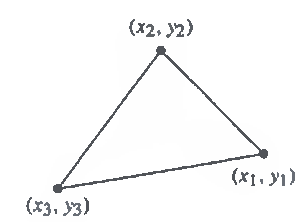 (x₂, y₂)
(x₁, y₁)
(x₃, y₃)